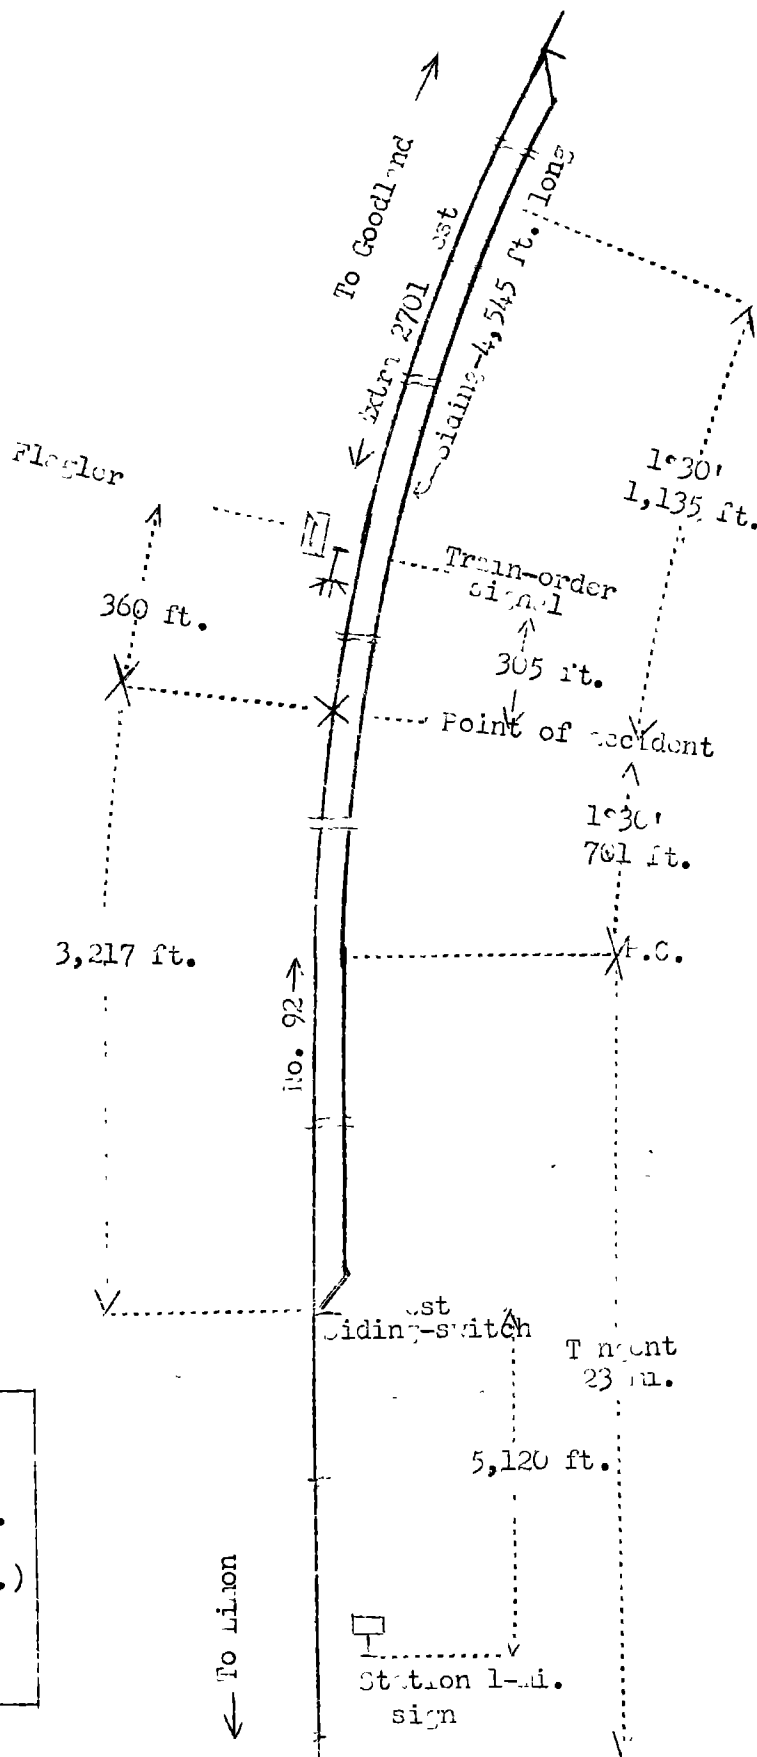 To Goodland
Extra 2701
Siding-4,545 ft. long
Flagler
1°30'
1,135 ft.
Train-order
signal
360 ft.
305 ft.
Point of accident
1°30'
701 ft.
3,217 ft.
P.C.
No. 92
siding-switch
Tangent
23 mi.
5,120 ft.
To Limon
Station 1-mi.
sign
.
.)